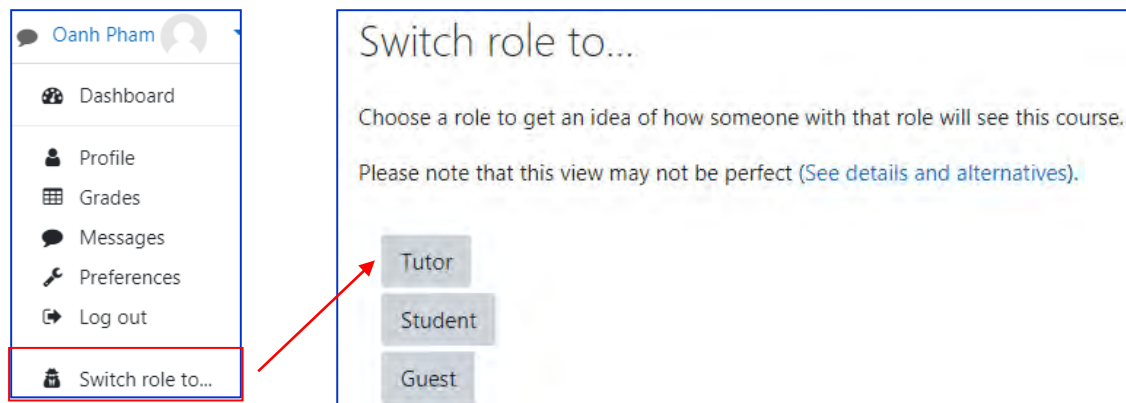 Oanh Pham
Dashboard
Profile
Grades
Messages
Preferences
Log out
Switch role to...
Switch role to...
Choose a role to get an idea of how someone with that role will see this course.
Please note that this view may not be perfect (See details and alternatives).
Tutor
Student
Guest